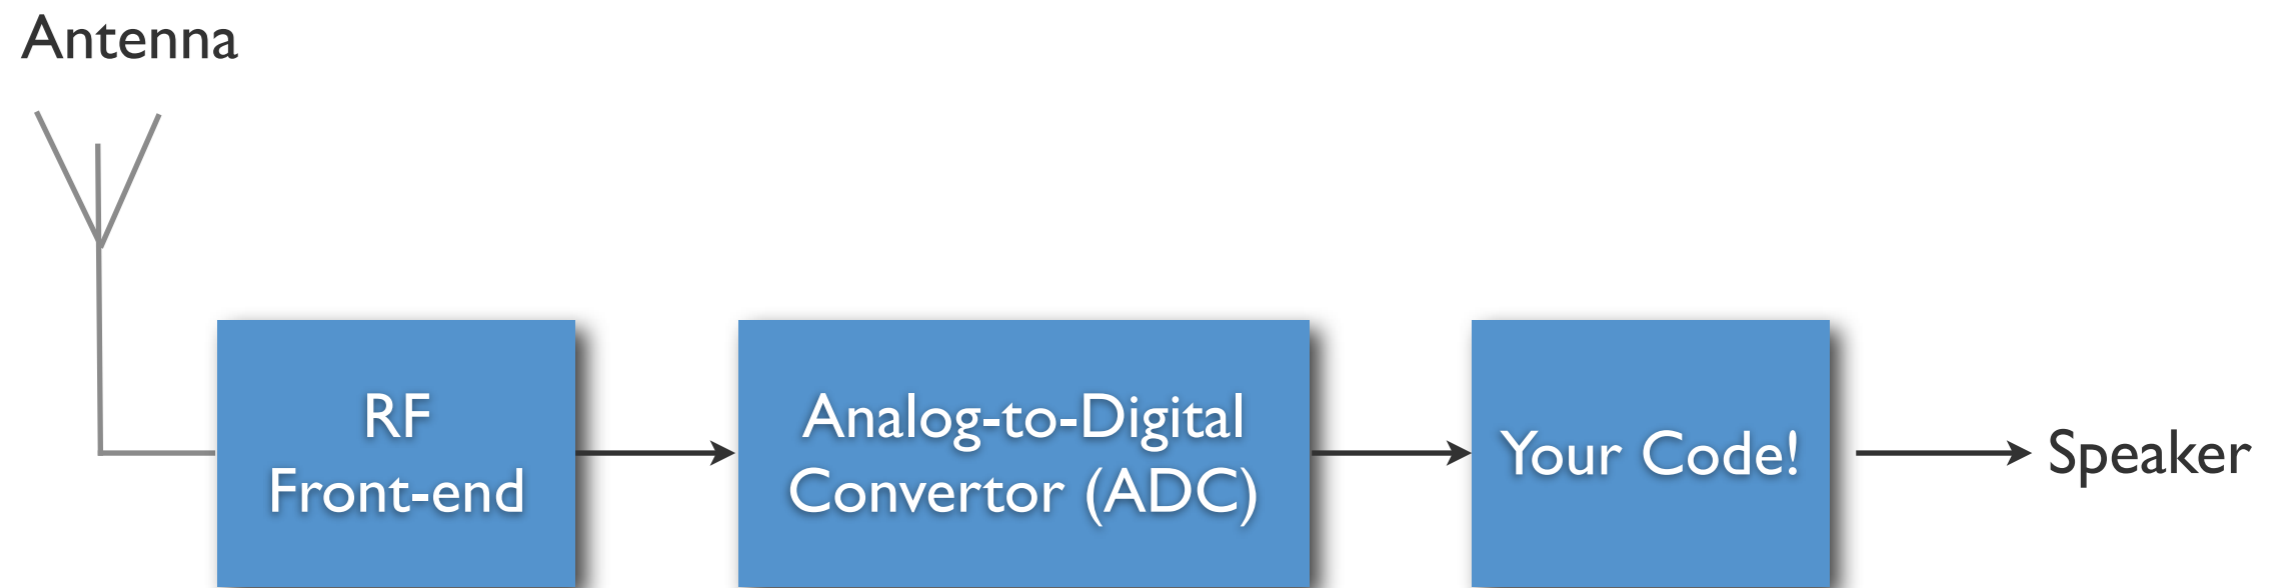 Antenna
RF
Front-end
Analog-to-Digital
Convertor (ADC)
Your Code!
Speaker